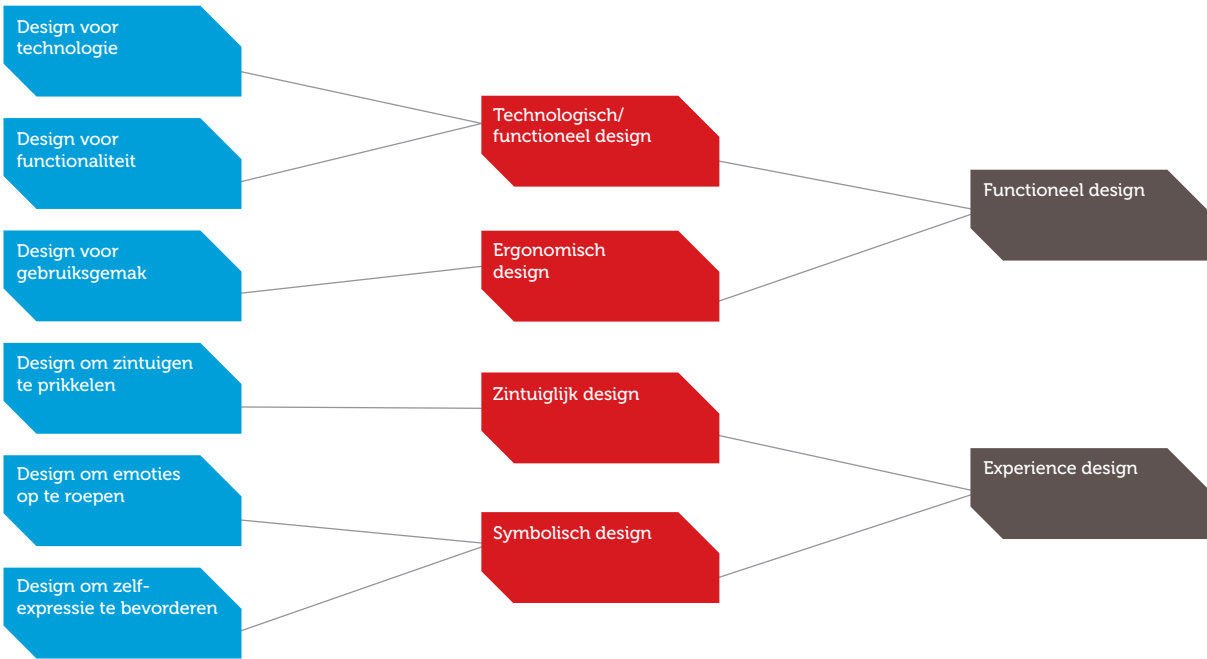 Design voor
technologie
Design voor
functionaliteit
Design voor
gebruiksgemak
Design om zintuigen
te prikkelen
Design om emoties
op te roepen
Design om zelf-
expressie te bevorderen
Technologisch/
functioneel design
Ergonomisch
design
Zintuiglijk design
Symbolisch design
Functioneel design
Experience design